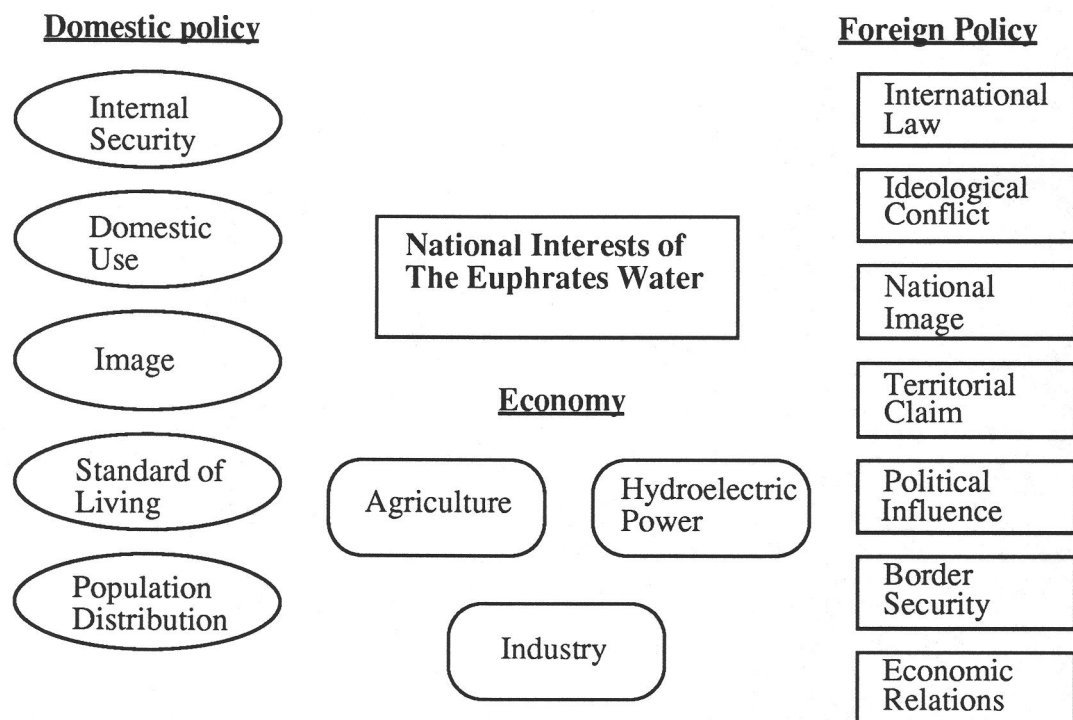 Domestic policy
Internal
Security
Domestic
Use
Image
Standard of
Living
Population
Distribution
National Interests of
The Euphrates Water
Economy
Agriculture
Hydroelectric
Power
Industry
Foreign Policy
International
Law
Ideological
Conflict
National
Image
Territorial
Claim
Political
Influence
Border
Security
Economic
Relations